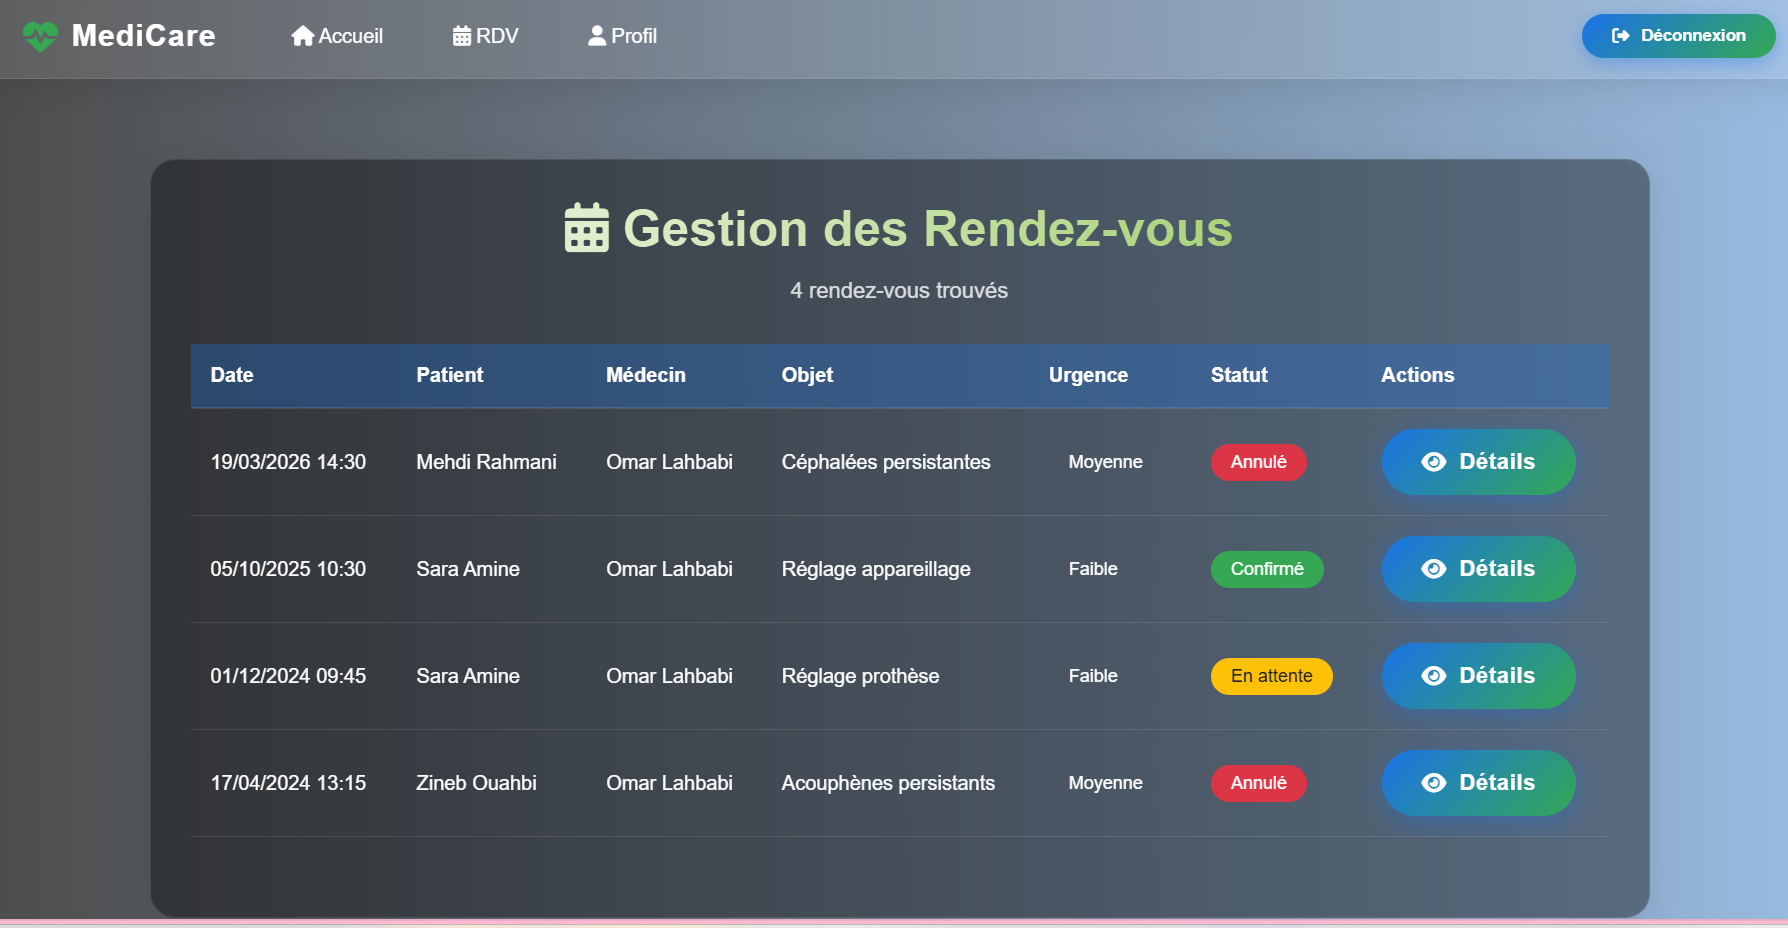 MediCare Accueil RDV Profil Déconnexion
Gestion des Rendez-vous
4 rendez-vous trouvés
Date Patient Médecin Objet Urgence Statut Actions
19/03/2026 14:30 Mehdi Rahmani Omar Lahbabi Céphalées persistantes Moyenne Annulé Détails
05/10/2025 10:30 Sara Amine Omar Lahbabi Réglage appareillage Faible Confirmé Détails
01/12/2024 09:45 Sara Amine Omar Lahbabi Réglage prothèse Faible En attente Détails
17/04/2024 13:15 Zineb Ouahbi Omar Lahbabi Acouphènes persistants Moyenne Annulé Détails